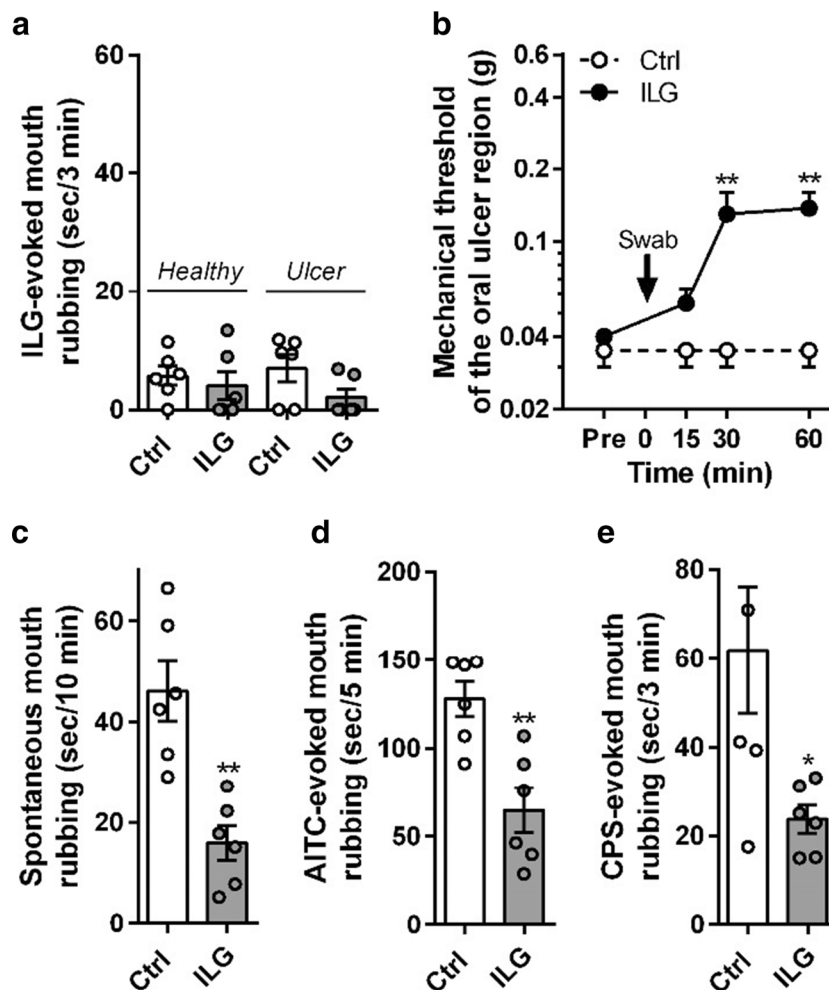 a
ILG-evoked mouth
rubbing (sec/3 min)
60
40
20
0
Healthy
Ulcer
Ctrl
ILG
Ctrl
ILG
b
Mechanical threshold
of the oral ulcer region (g)
0.6
0.4
0.2
0.1
0.04
0.02
Ctrl
ILG
Swab
**
**
Pre 0 15 30 60
Time (min)
c
Spontaneous mouth
rubbing (sec/10 min)
60
40
20
0
**
Ctrl
ILG
d
AITC-evoked mouth
rubbing (sec/5 min)
200
150
100
50
0
**
Ctrl
ILG
e
CPS-evoked mouth
rubbing (sec/3 min)
80
60
40
20
0
*
Ctrl
ILG